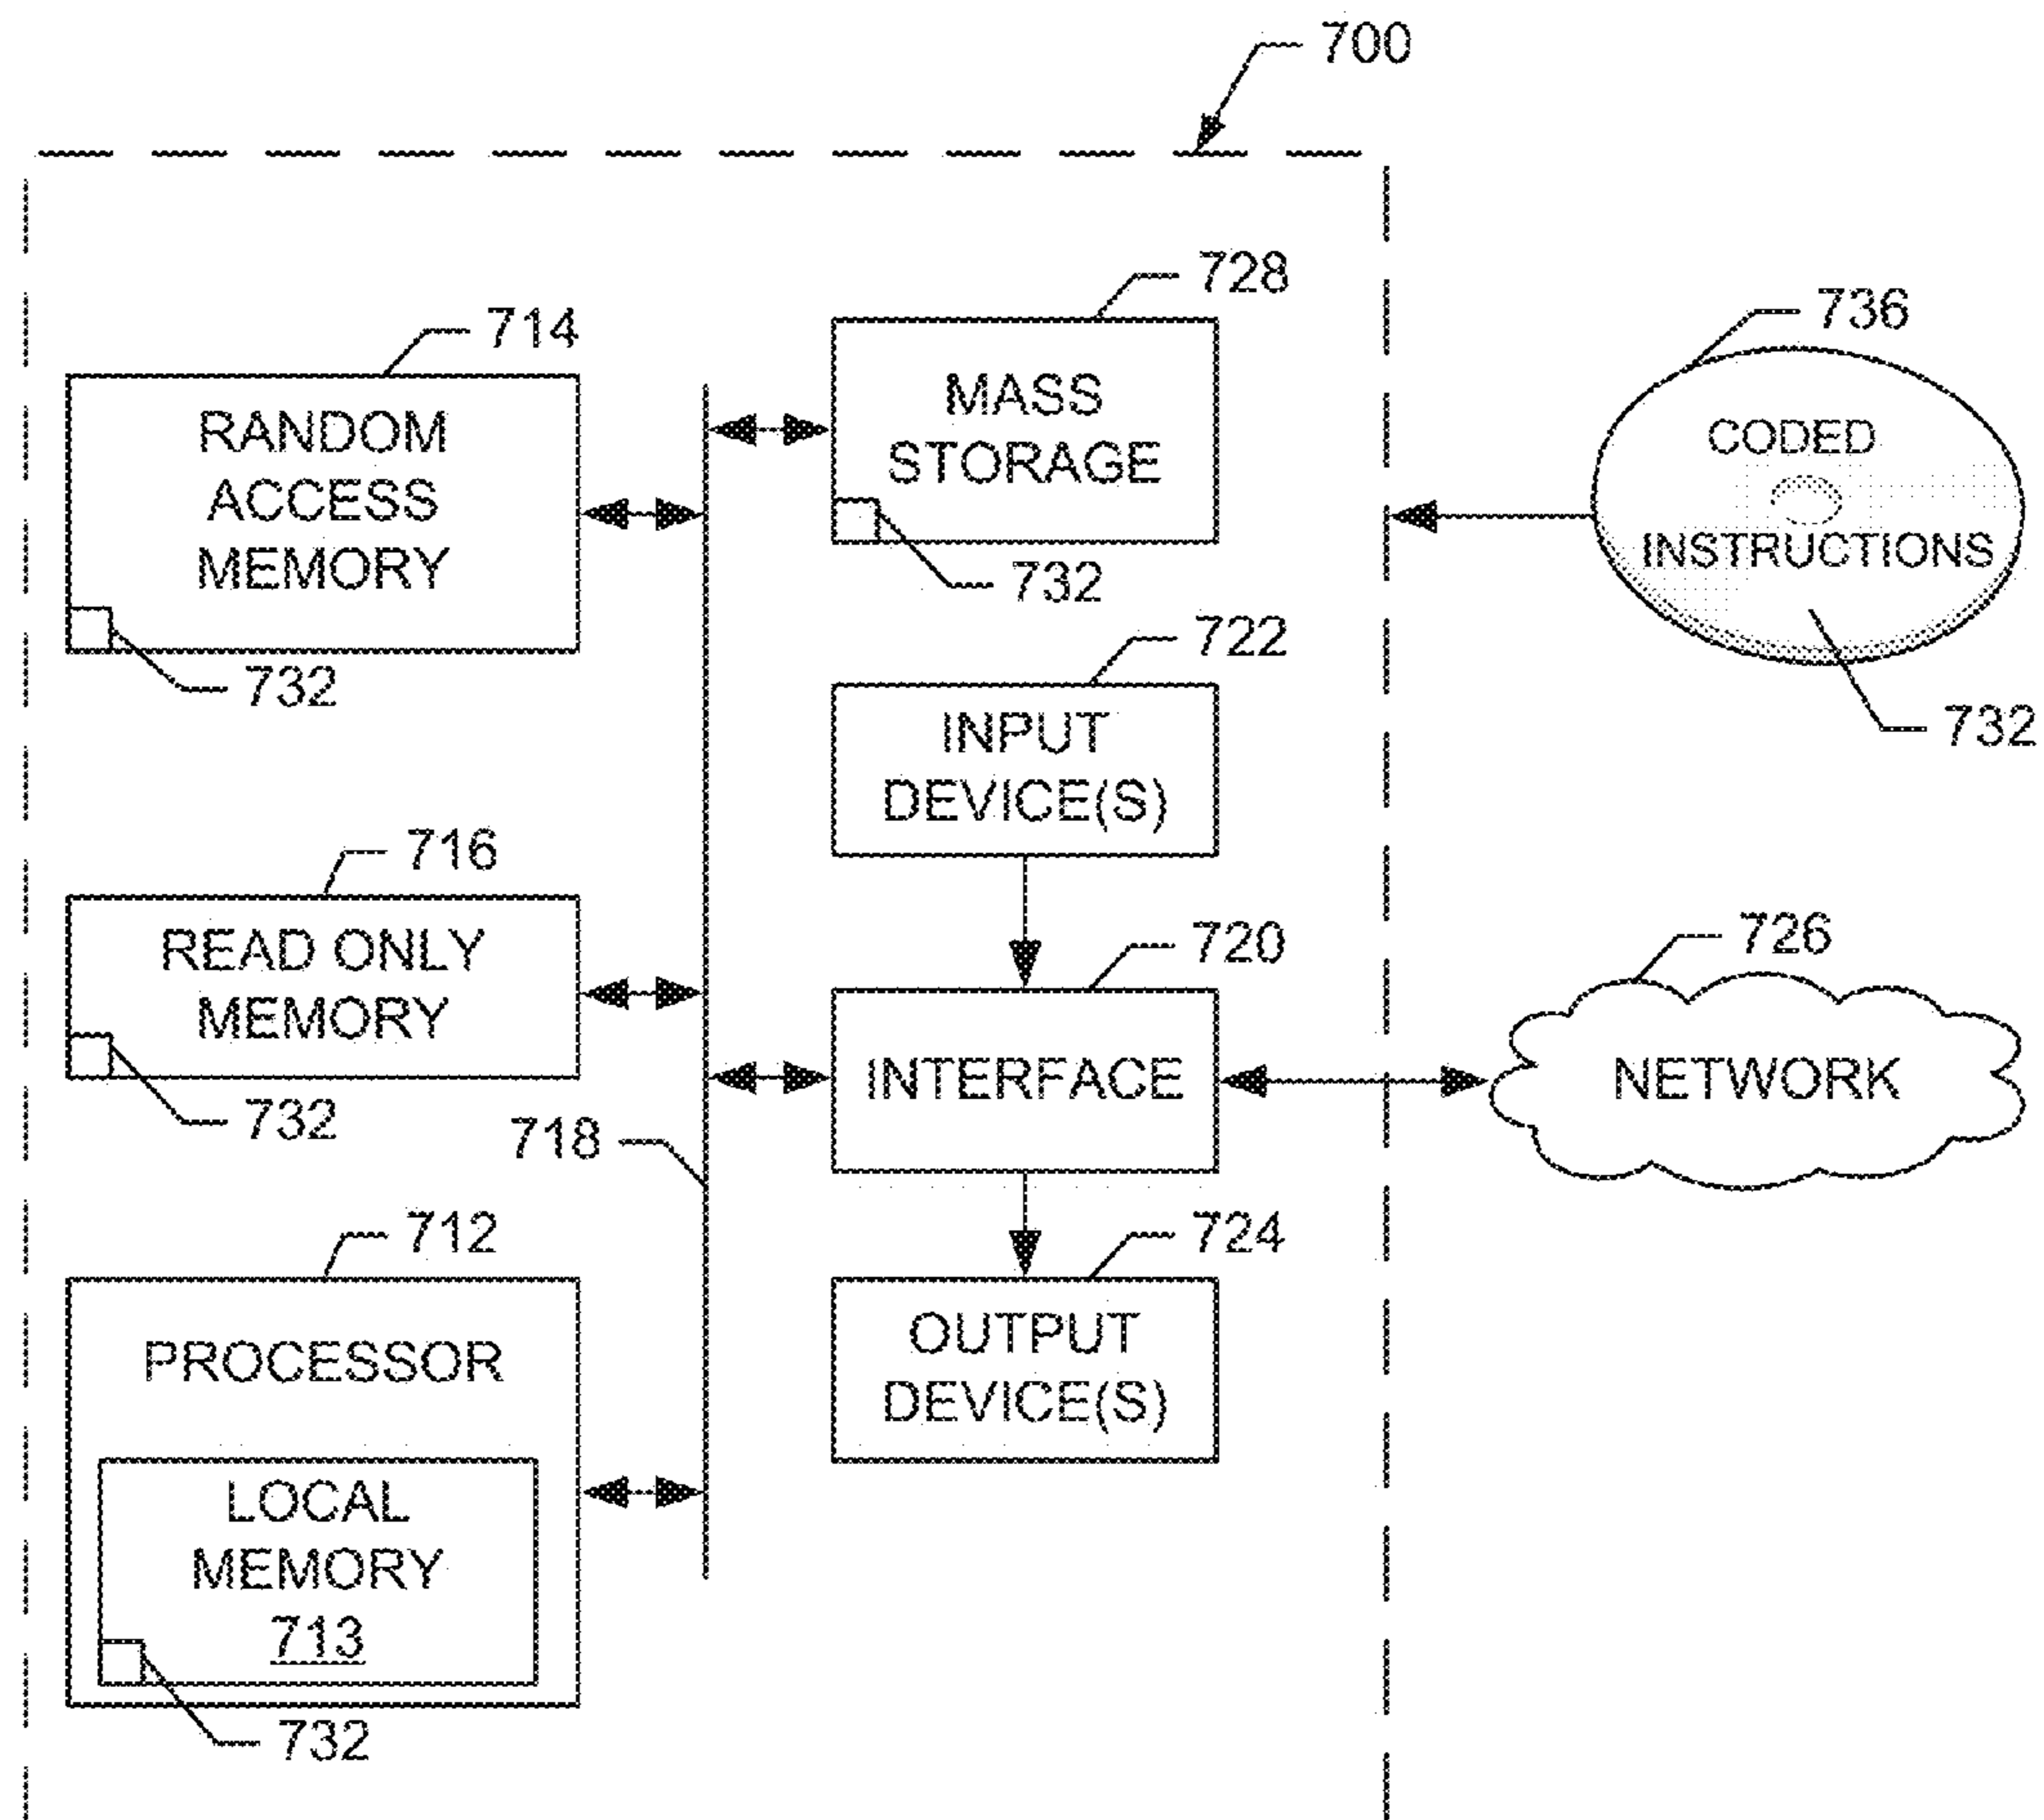 700
728
714
736
MASS
STORAGE
RANDOM
ACCESS
MEMORY
CODED
INSTRUCTIONS
732
732
722
732
INPUT
DEVICE(S)
716
READ ONLY
MEMORY
720
726
INTERFACE
NETWORK
732
718
712
724
PROCESSOR
OUTPUT
DEVICE(S)
LOCAL
MEMORY
713
732